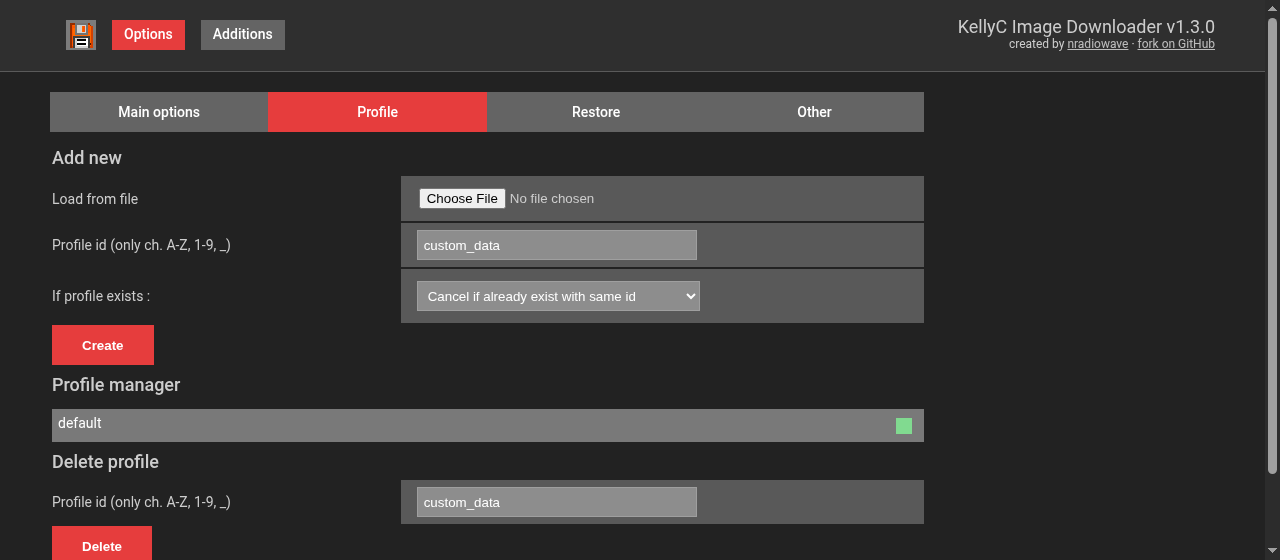 Options
Additions
KellyC Image Downloader v1.3.0
created by nradiowave · fork on GitHub
Main options
Profile
Restore
Other
Add new
Load from file
Choose File No file chosen
Profile id (only ch. A-Z, 1-9, _)
custom_data
If profile exists :
Cancel if already exist with same id
Create
Profile manager
default
Delete profile
Profile id (only ch. A-Z, 1-9, _)
custom_data
Delete